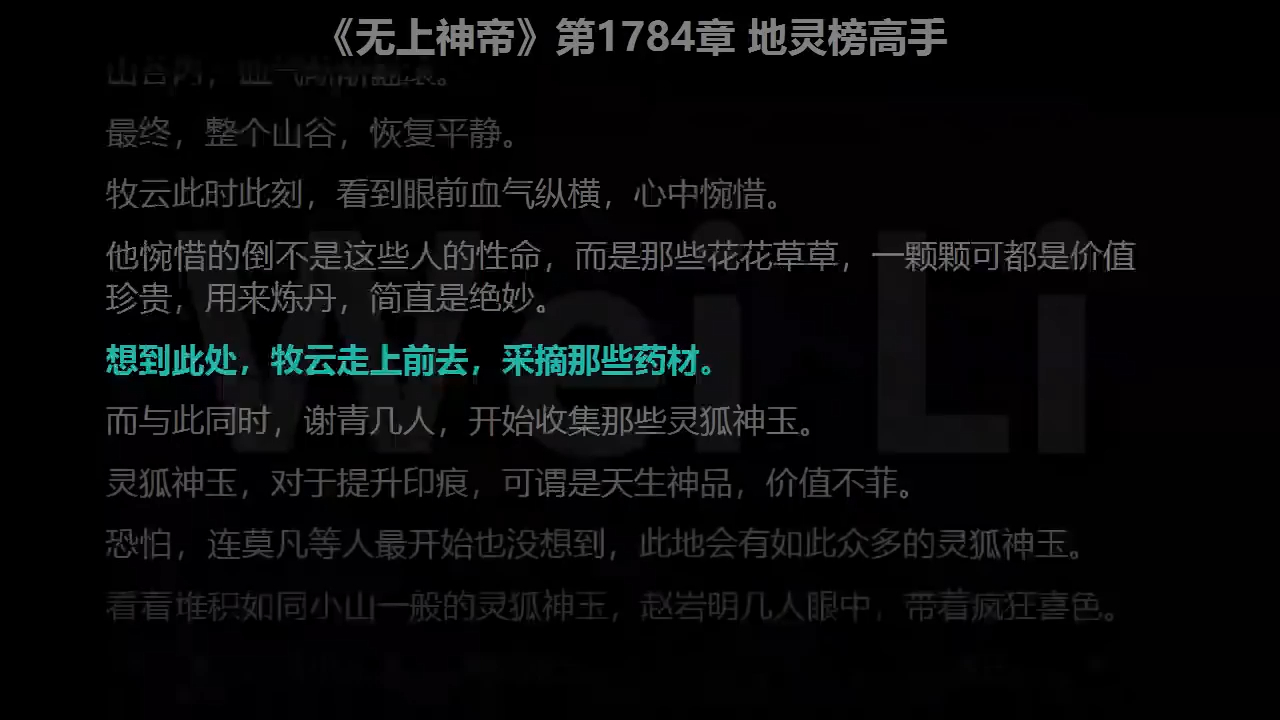 《无上神帝》第1784章 地灵榜高手
最终，整个山谷，恢复平静。
牧云此时此刻，看到眼前血气纵横，心中惋惜。
他惋惜的倒不是这些人的性命，而是那些花花草草，一颗颗可都是价值
珍贵，用来炼丹，简直是绝妙。
想到此处，牧云走上前去，采摘那些药材。
而与此同时，谢青几人，开始收集那些灵狐神玉。
灵狐神玉，对于提升印痕，可谓是天生神品，价值不菲。
恐怕，连莫凡等人最开始也没想到，此地会有如此众多的灵狐神玉。
看着堆积如同小山一般的灵狐神玉，赵岩明几人眼中，带着疯狂喜色。
Wei Li